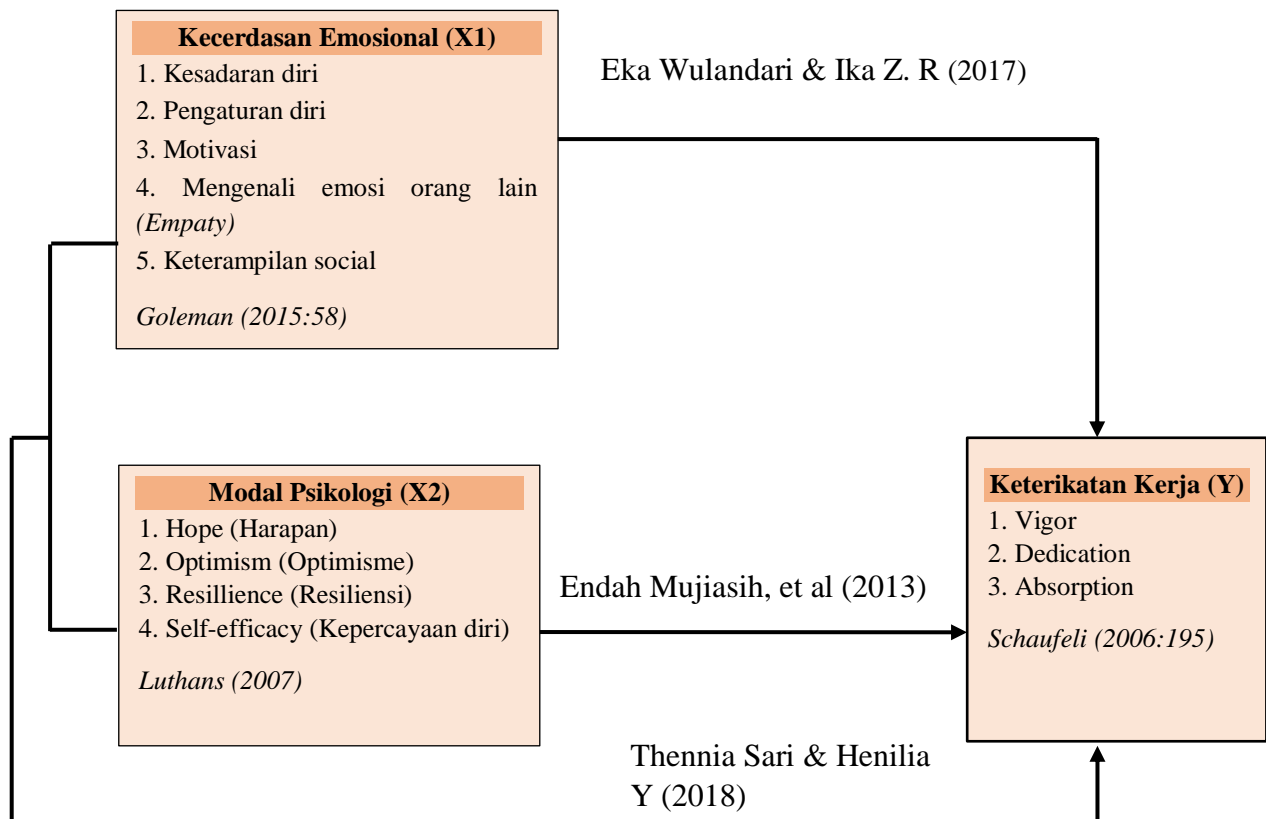 Kecerdasan Emosional (X1)
1. Kesadaran diri
2. Pengaturan diri
3. Motivasi
4. Mengenali emosi orang lain
(Empaty)
5. Keterampilan social
Goleman (2015:58)
Eka Wulandari & Ika Z. R (2017)
Modal Psikologi (X2)
1. Hope (Harapan)
2. Optimism (Optimisme)
3. Resillience (Resiliensi)
4. Self-efficacy (Kepercayaan diri)
Luthans (2007)
Endah Mujiasih, et al (2013)
Keterikatan Kerja (Y)
1. Vigor
2. Dedication
3. Absorption
Schaufeli (2006:195)
Thennia Sari & Henilia
Y (2018)